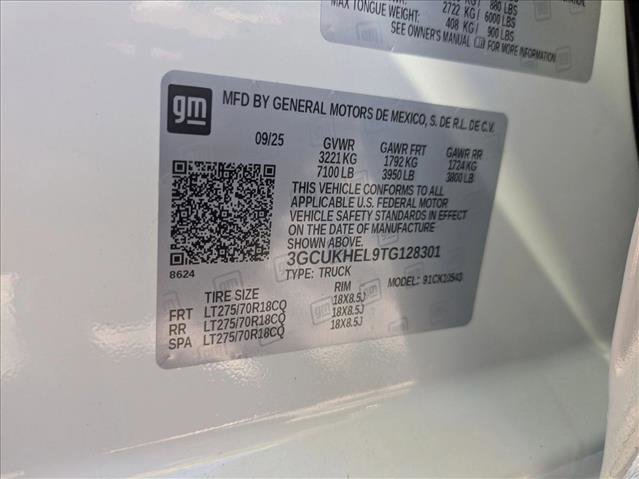 880 LBS
MAX TONGUE WEIGHT: 2722 KG/ 6000 LBS
408 KG/ 900 LBS
SEE OWNER'S MANUAL FOR MORE INFORMATION
gm MFD BY GENERAL MOTORS DE MEXICO, S. DE R.L. DE C.V.
09/25 GVWR GAWR FRT GAWR RR
3221 KG 1792 KG 1724 KG
7100 LB 3950 LB 3800 LB
THIS VEHICLE CONFORMS TO ALL
APPLICABLE U.S. FEDERAL MOTOR
VEHICLE SAFETY STANDARDS IN EFFECT
ON THE DATE OF MANUFACTURE
SHOWN ABOVE.
8624 3GCUKHEL9TG128301
TYPE: TRUCK MODEL: 91CK10543
TIRE SIZE RIM
FRT LT275/70R18CQ 18X8.5J
RR LT275/70R18CQ 18X8.5J
SPA LT275/70R18CQ 18X8.5J